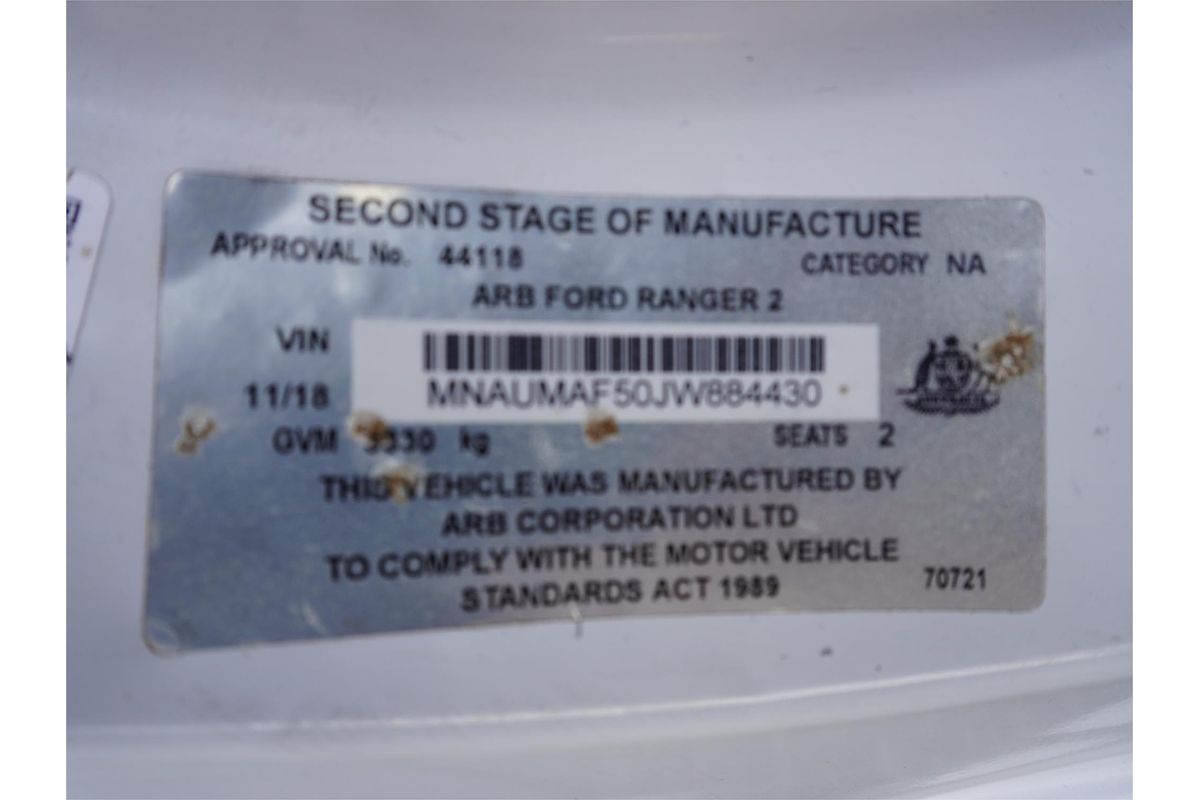 SECOND STAGE OF MANUFACTURE
APPROVAL No. 44118 CATEGORY NA
ARB FORD RANGER 2
VIN
11/18 MNAUMAF50JW884430
GVM 3330 kg SEATS 2
THIS VEHICLE WAS MANUFACTURED BY
ARB CORPORATION LTD
TO COMPLY WITH THE MOTOR VEHICLE
STANDARDS ACT 1989 70721